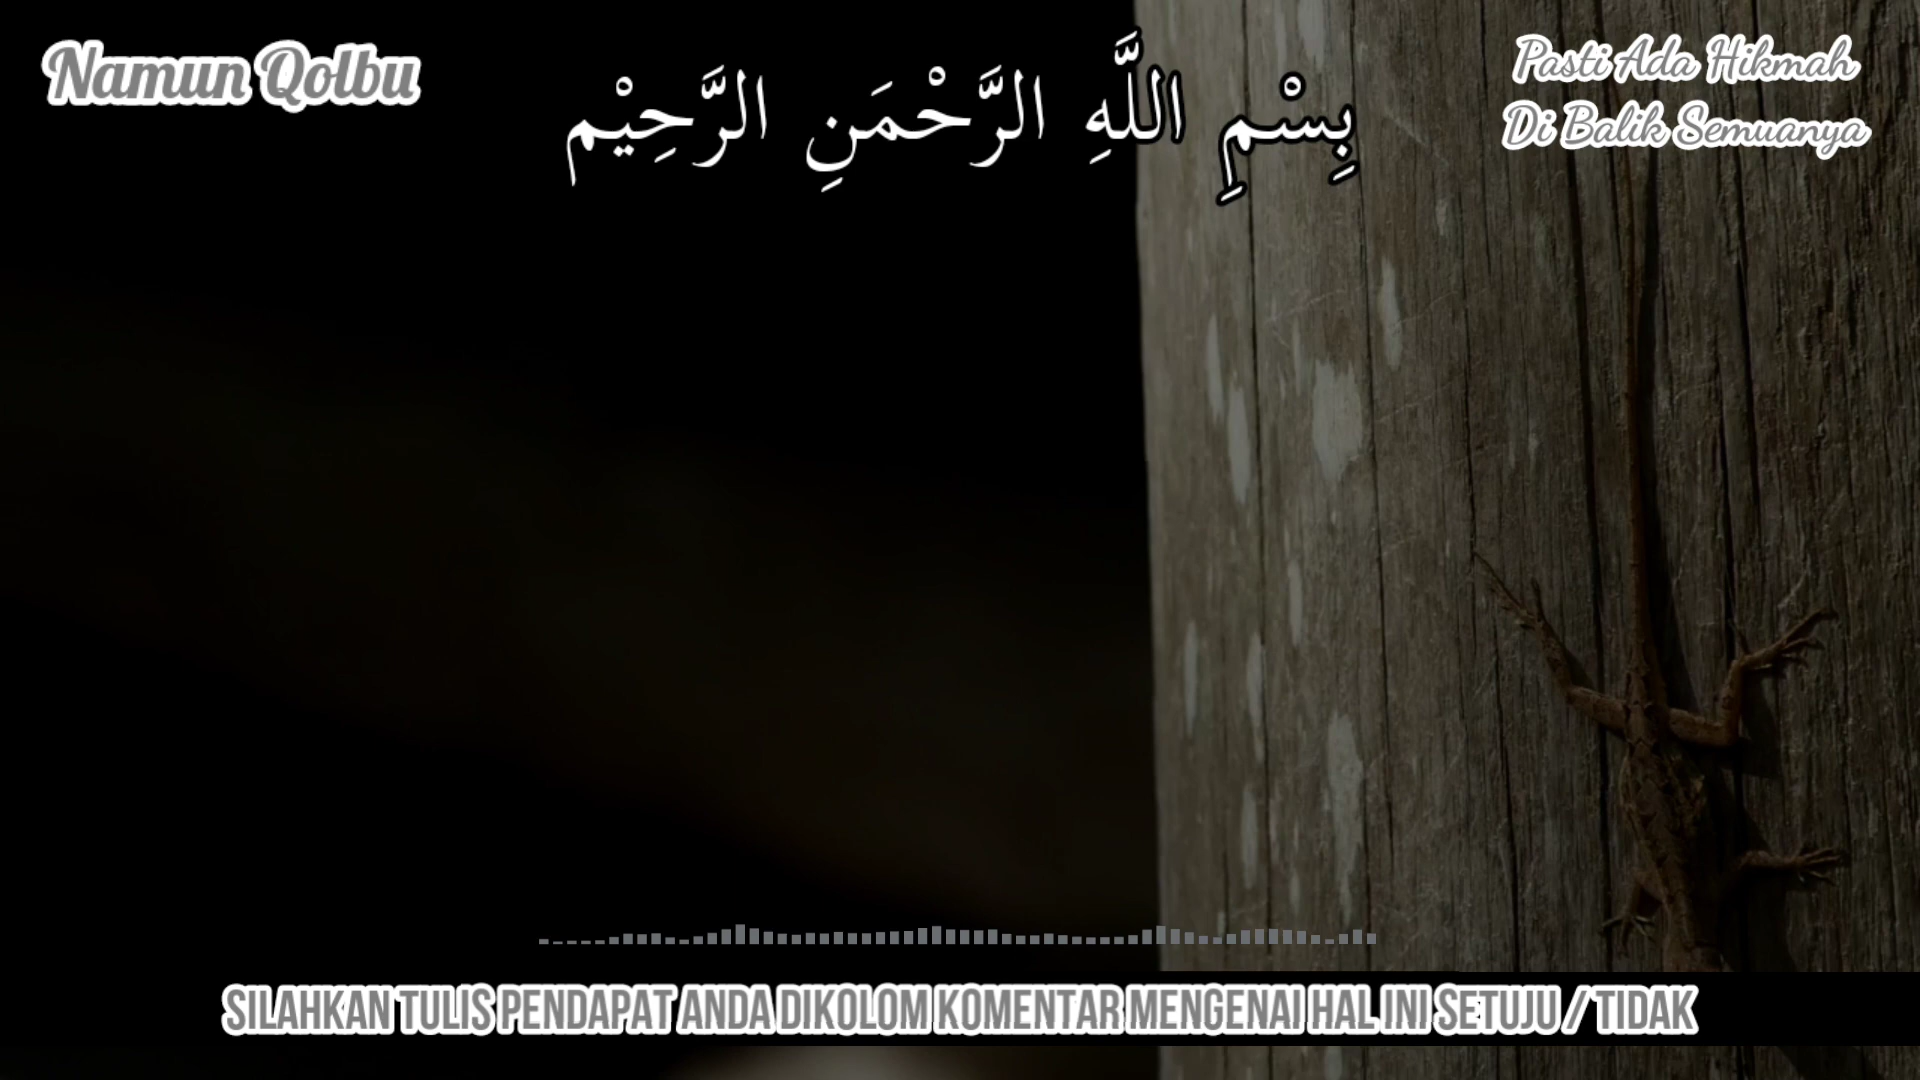 Namun Qolbu
بِسْمِ اللَّهِ الرَّحْمَنِ الرَّحِيْم
Pasti Ada Hikmah
Di Balik Semuanya
SILAHKAN TULIS PENDAPAT ANDA DIKOLOM KOMENTAR MENGENAI HAL INI SETUJU / TIDAK